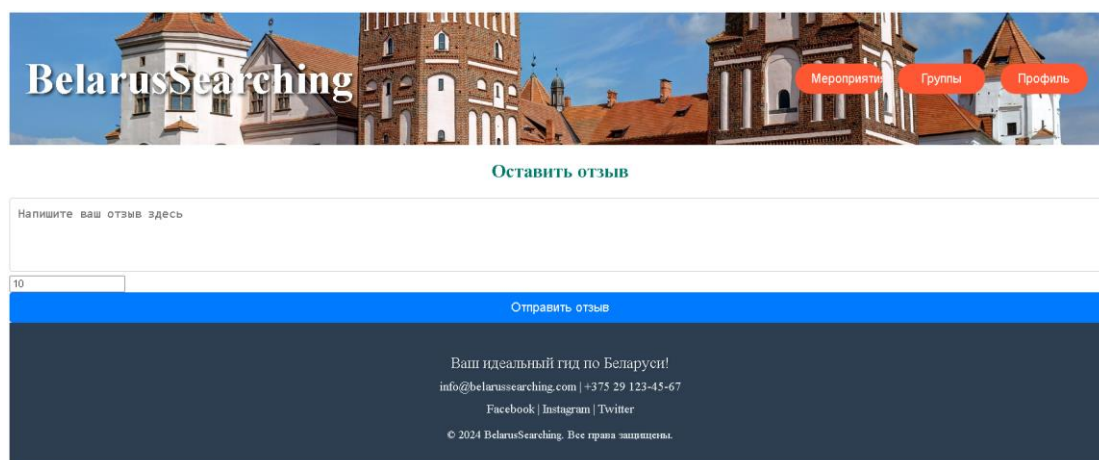 BelarusSearching
Мероприятия Группы Профиль
Оставить отзыв
Напишите ваш отзыв здесь
10
Отправить отзыв
Ваш идеальный гид по Беларуси!
info@belarussearching.com | +375 29 123-45-67
Facebook | Instagram | Twitter
© 2024 BelarusSearching. Все права защищены.